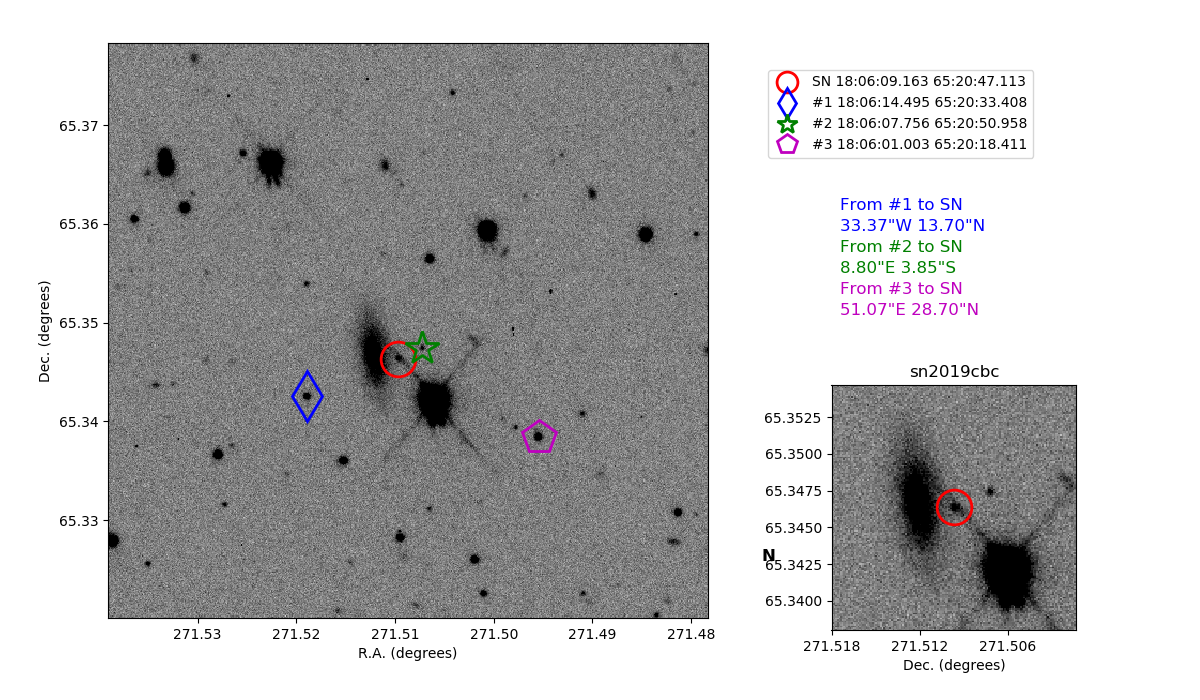 65.37
65.36
65.35
65.34
65.33
Dec. (degrees)
271.53
271.52
271.51
271.50
271.49
271.48
R.A. (degrees)
SN 18:06:09.163 65:20:47.113
#1 18:06:14.495 65:20:33.408
#2 18:06:07.756 65:20:50.958
#3 18:06:01.003 65:20:18.411
From #1 to SN
33.37"W 13.70"N
From #2 to SN
8.80"E 3.85"S
From #3 to SN
51.07"E 28.70"N
sn2019cbc
65.3525
65.3500
65.3475
65.3450
65.3425
65.3400
N
271.518
271.512
271.506
Dec. (degrees)